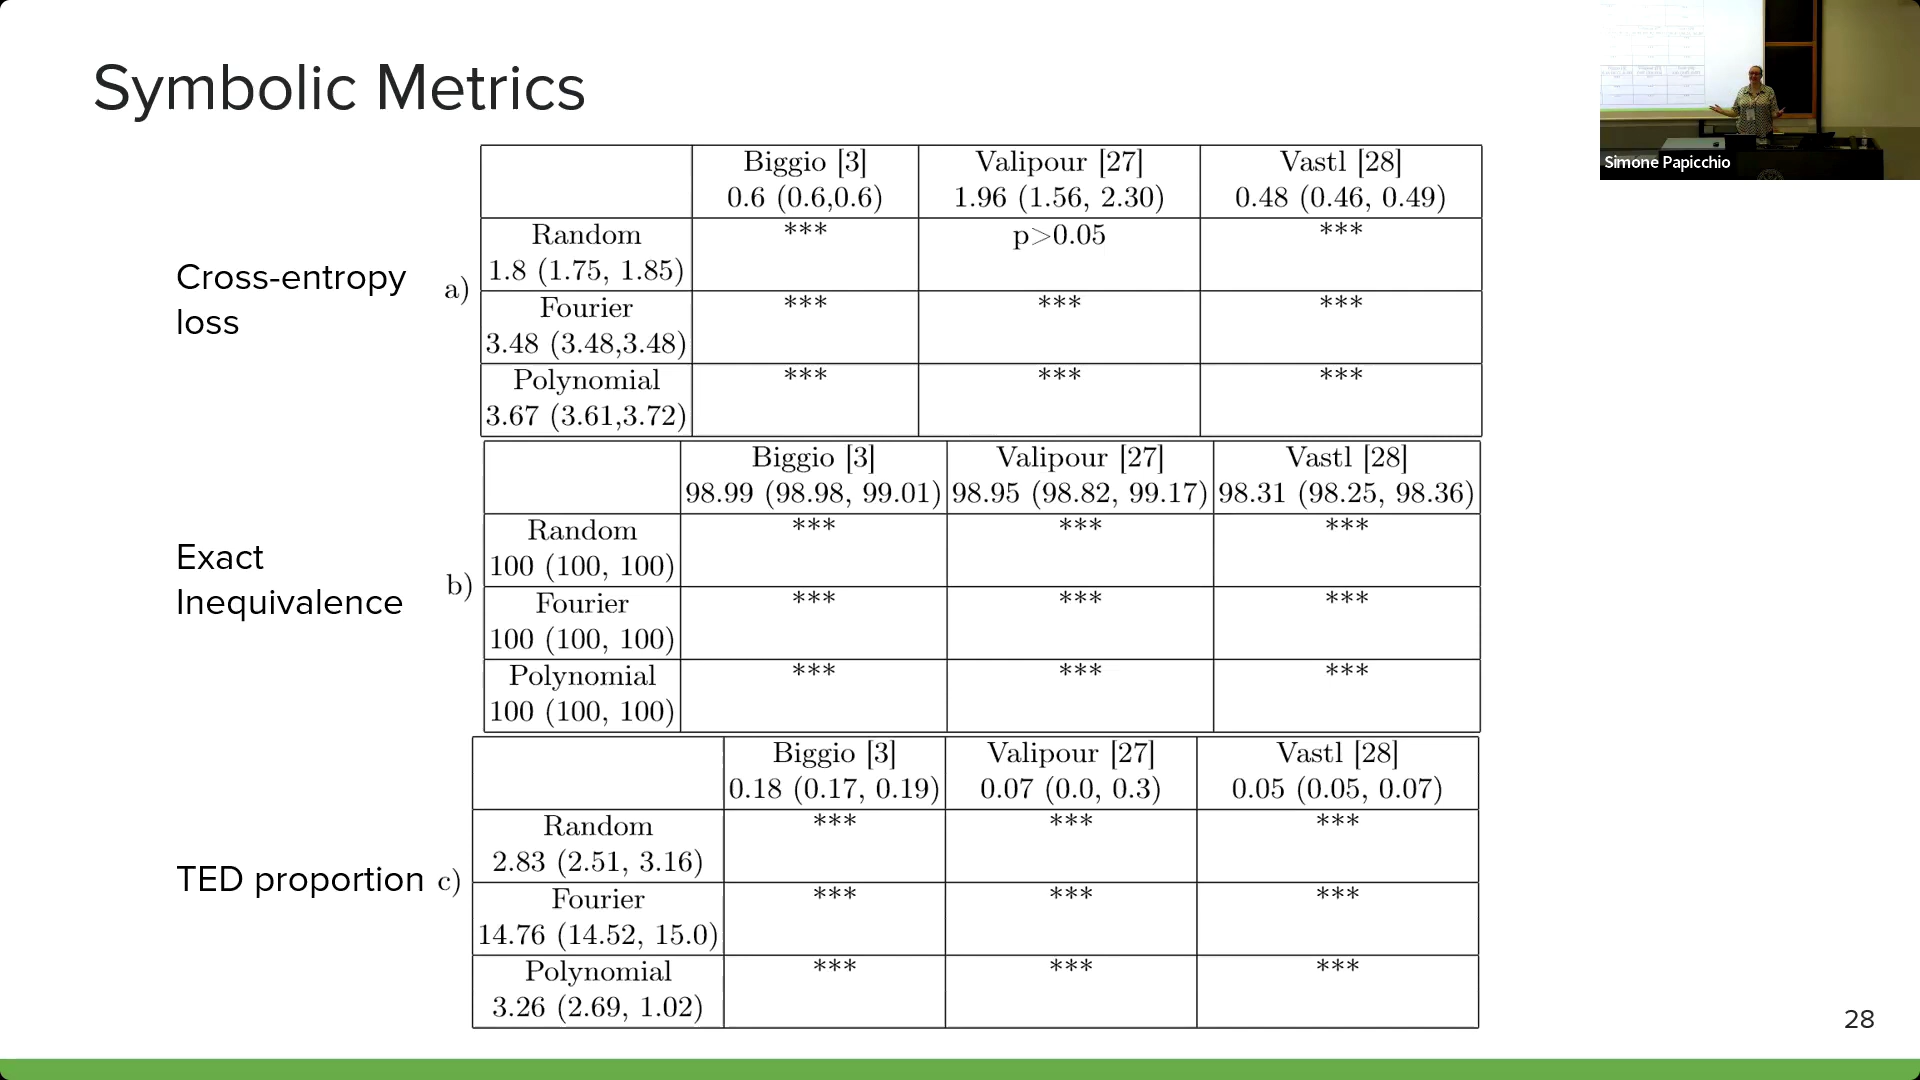 Symbolic Metrics
Simone Papicchio
Cross-entropy
loss
a)
Biggio [3] Valipour [27] Vastl [28]
0.6 (0.6,0.6) 1.96 (1.56, 2.30) 0.48 (0.46, 0.49)
Random *** p>0.05 ***
1.8 (1.75, 1.85)
Fourier *** *** ***
3.48 (3.48,3.48)
Polynomial *** *** ***
3.67 (3.61,3.72)
Exact
Inequivalence
b)
Biggio [3] Valipour [27] Vastl [28]
98.99 (98.98, 99.01) 98.95 (98.82, 99.17) 98.31 (98.25, 98.36)
Random *** *** ***
100 (100, 100)
Fourier *** *** ***
100 (100, 100)
Polynomial *** *** ***
100 (100, 100)
TED proportion c)
Biggio [3] Valipour [27] Vastl [28]
0.18 (0.17, 0.19) 0.07 (0.0, 0.3) 0.05 (0.05, 0.07)
Random *** *** ***
2.83 (2.51, 3.16)
Fourier *** *** ***
14.76 (14.52, 15.0)
Polynomial *** *** ***
3.26 (2.69, 1.02)
28